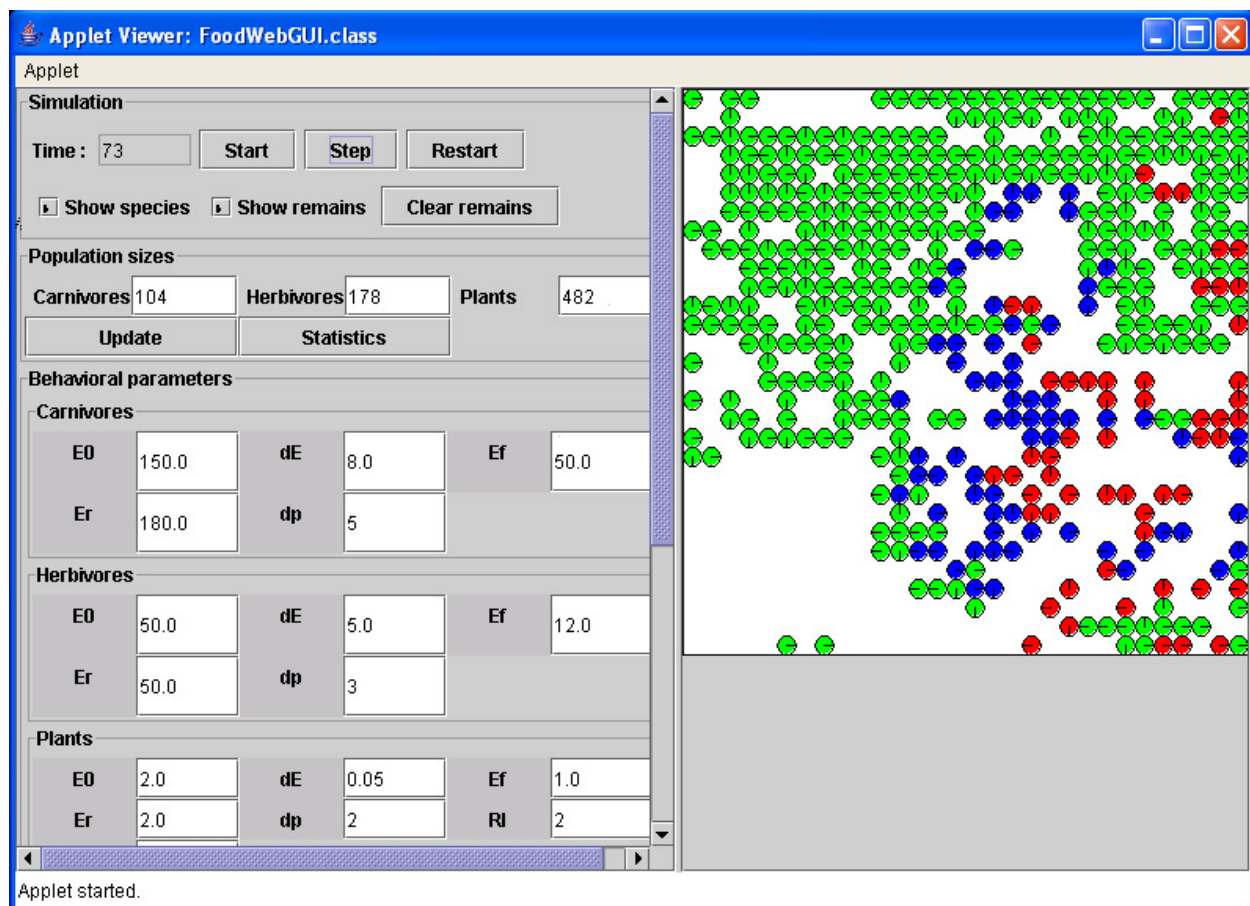 Applet Viewer: FoodWebGUI.class
Applet
Simulation
Time : 73 Start Step Restart
Show species Show remains Clear remains
Population sizes
Carnivores 104 Herbivores 178 Plants 482
Update Statistics
Behavioral parameters
Carnivores
E0 150.0 dE 8.0 Ef 50.0
Er 180.0 dp 5
Herbivores
E0 50.0 dE 5.0 Ef 12.0
Er 50.0 dp 3
Plants
E0 2.0 dE 0.05 Ef 1.0
Er 2.0 dp 2 RI 2
Applet started.